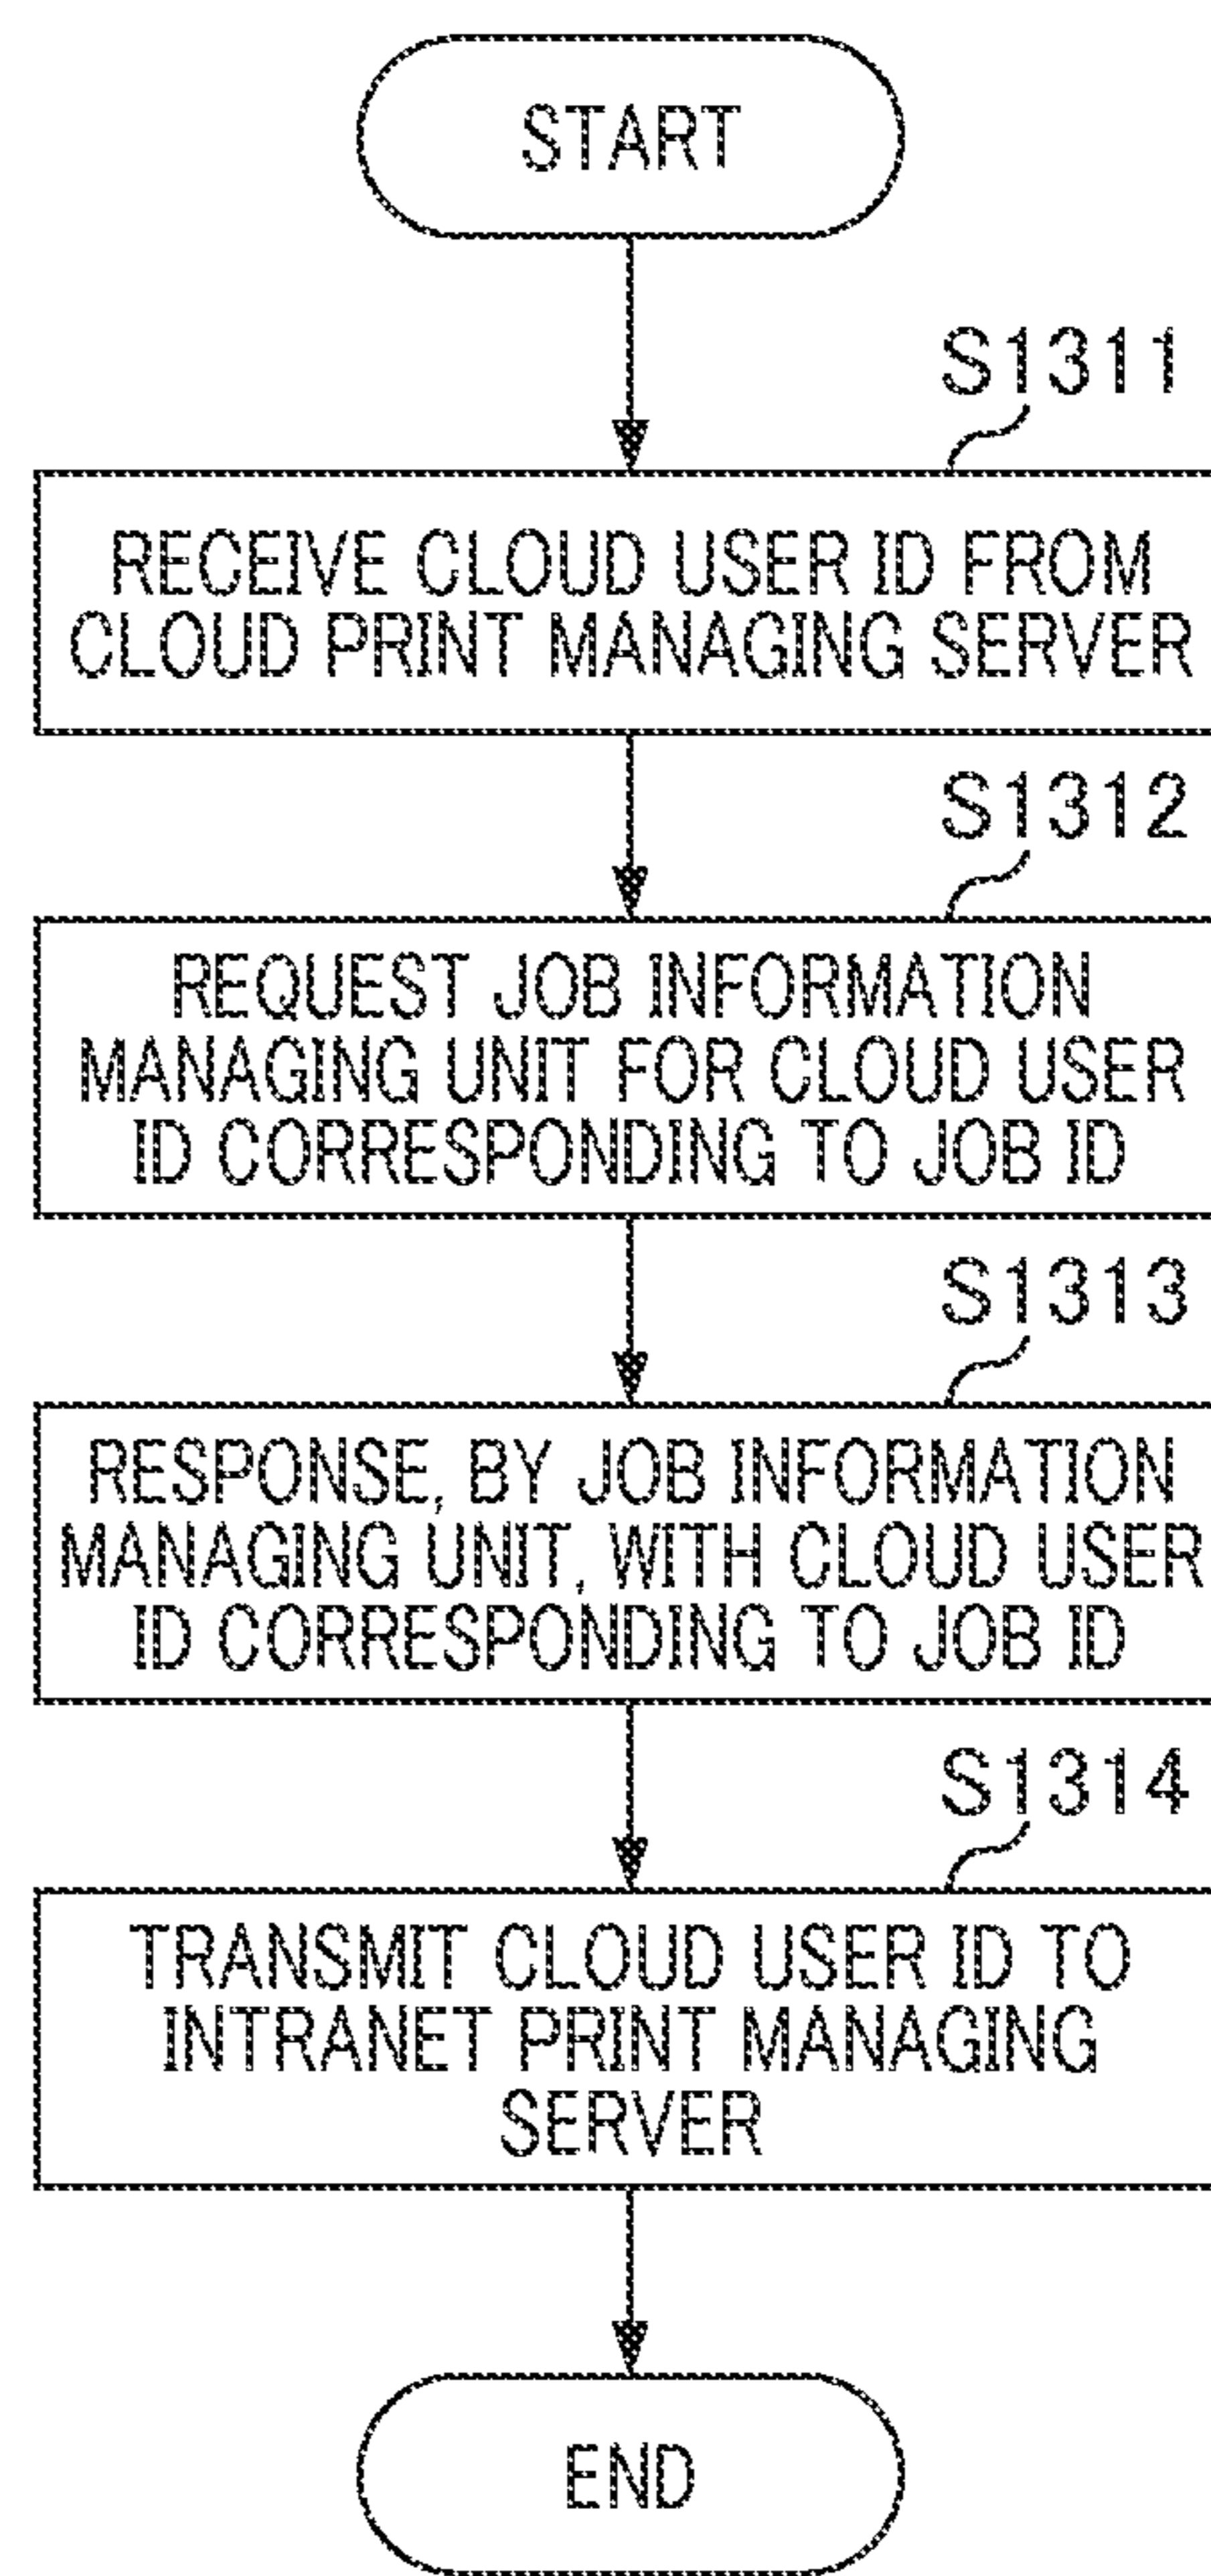 START
S1311
RECEIVE CLOUD USER ID FROM
CLOUD PRINT MANAGING SERVER
S1312
REQUEST JOB INFORMATION
MANAGING UNIT FOR CLOUD USER
ID CORRESPONDING TO JOB ID
S1313
RESPONSE, BY JOB INFORMATION
MANAGING UNIT, WITH CLOUD USER
ID CORRESPONDING TO JOB ID
S1314
TRANSMIT CLOUD USER ID TO
INTRANET PRINT MANAGING
SERVER
END